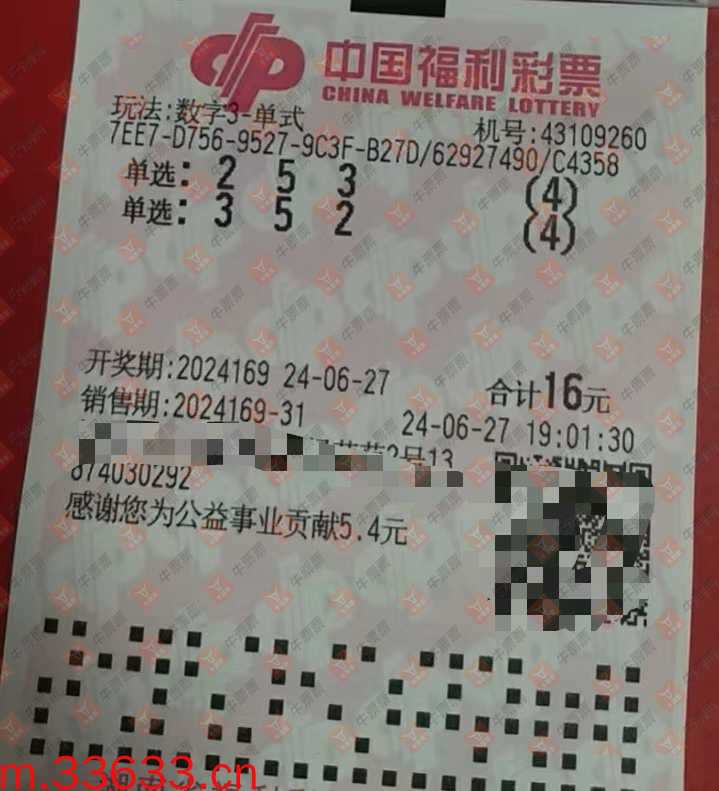 中国福利彩票
CHINA WELFARE LOTTERY
玩法:数字3-单式
机号:43109260
7EE7-D756-9527-9C3F-B27D/62927490/C4358
单选: 2 5 3 (4)
单选: 3 5 2 (4)
开奖期:2024169 24-06-27 合计16元
销售期:2024169-31 24-06-27 19:01:30
号13
874030292
感谢您为公益事业贡献5.4元
m.33633.cn